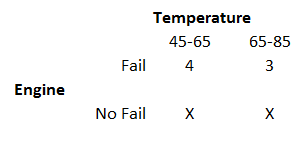 Temperature
45-65 65-85
Fail 4 3
Engine
No Fail X X